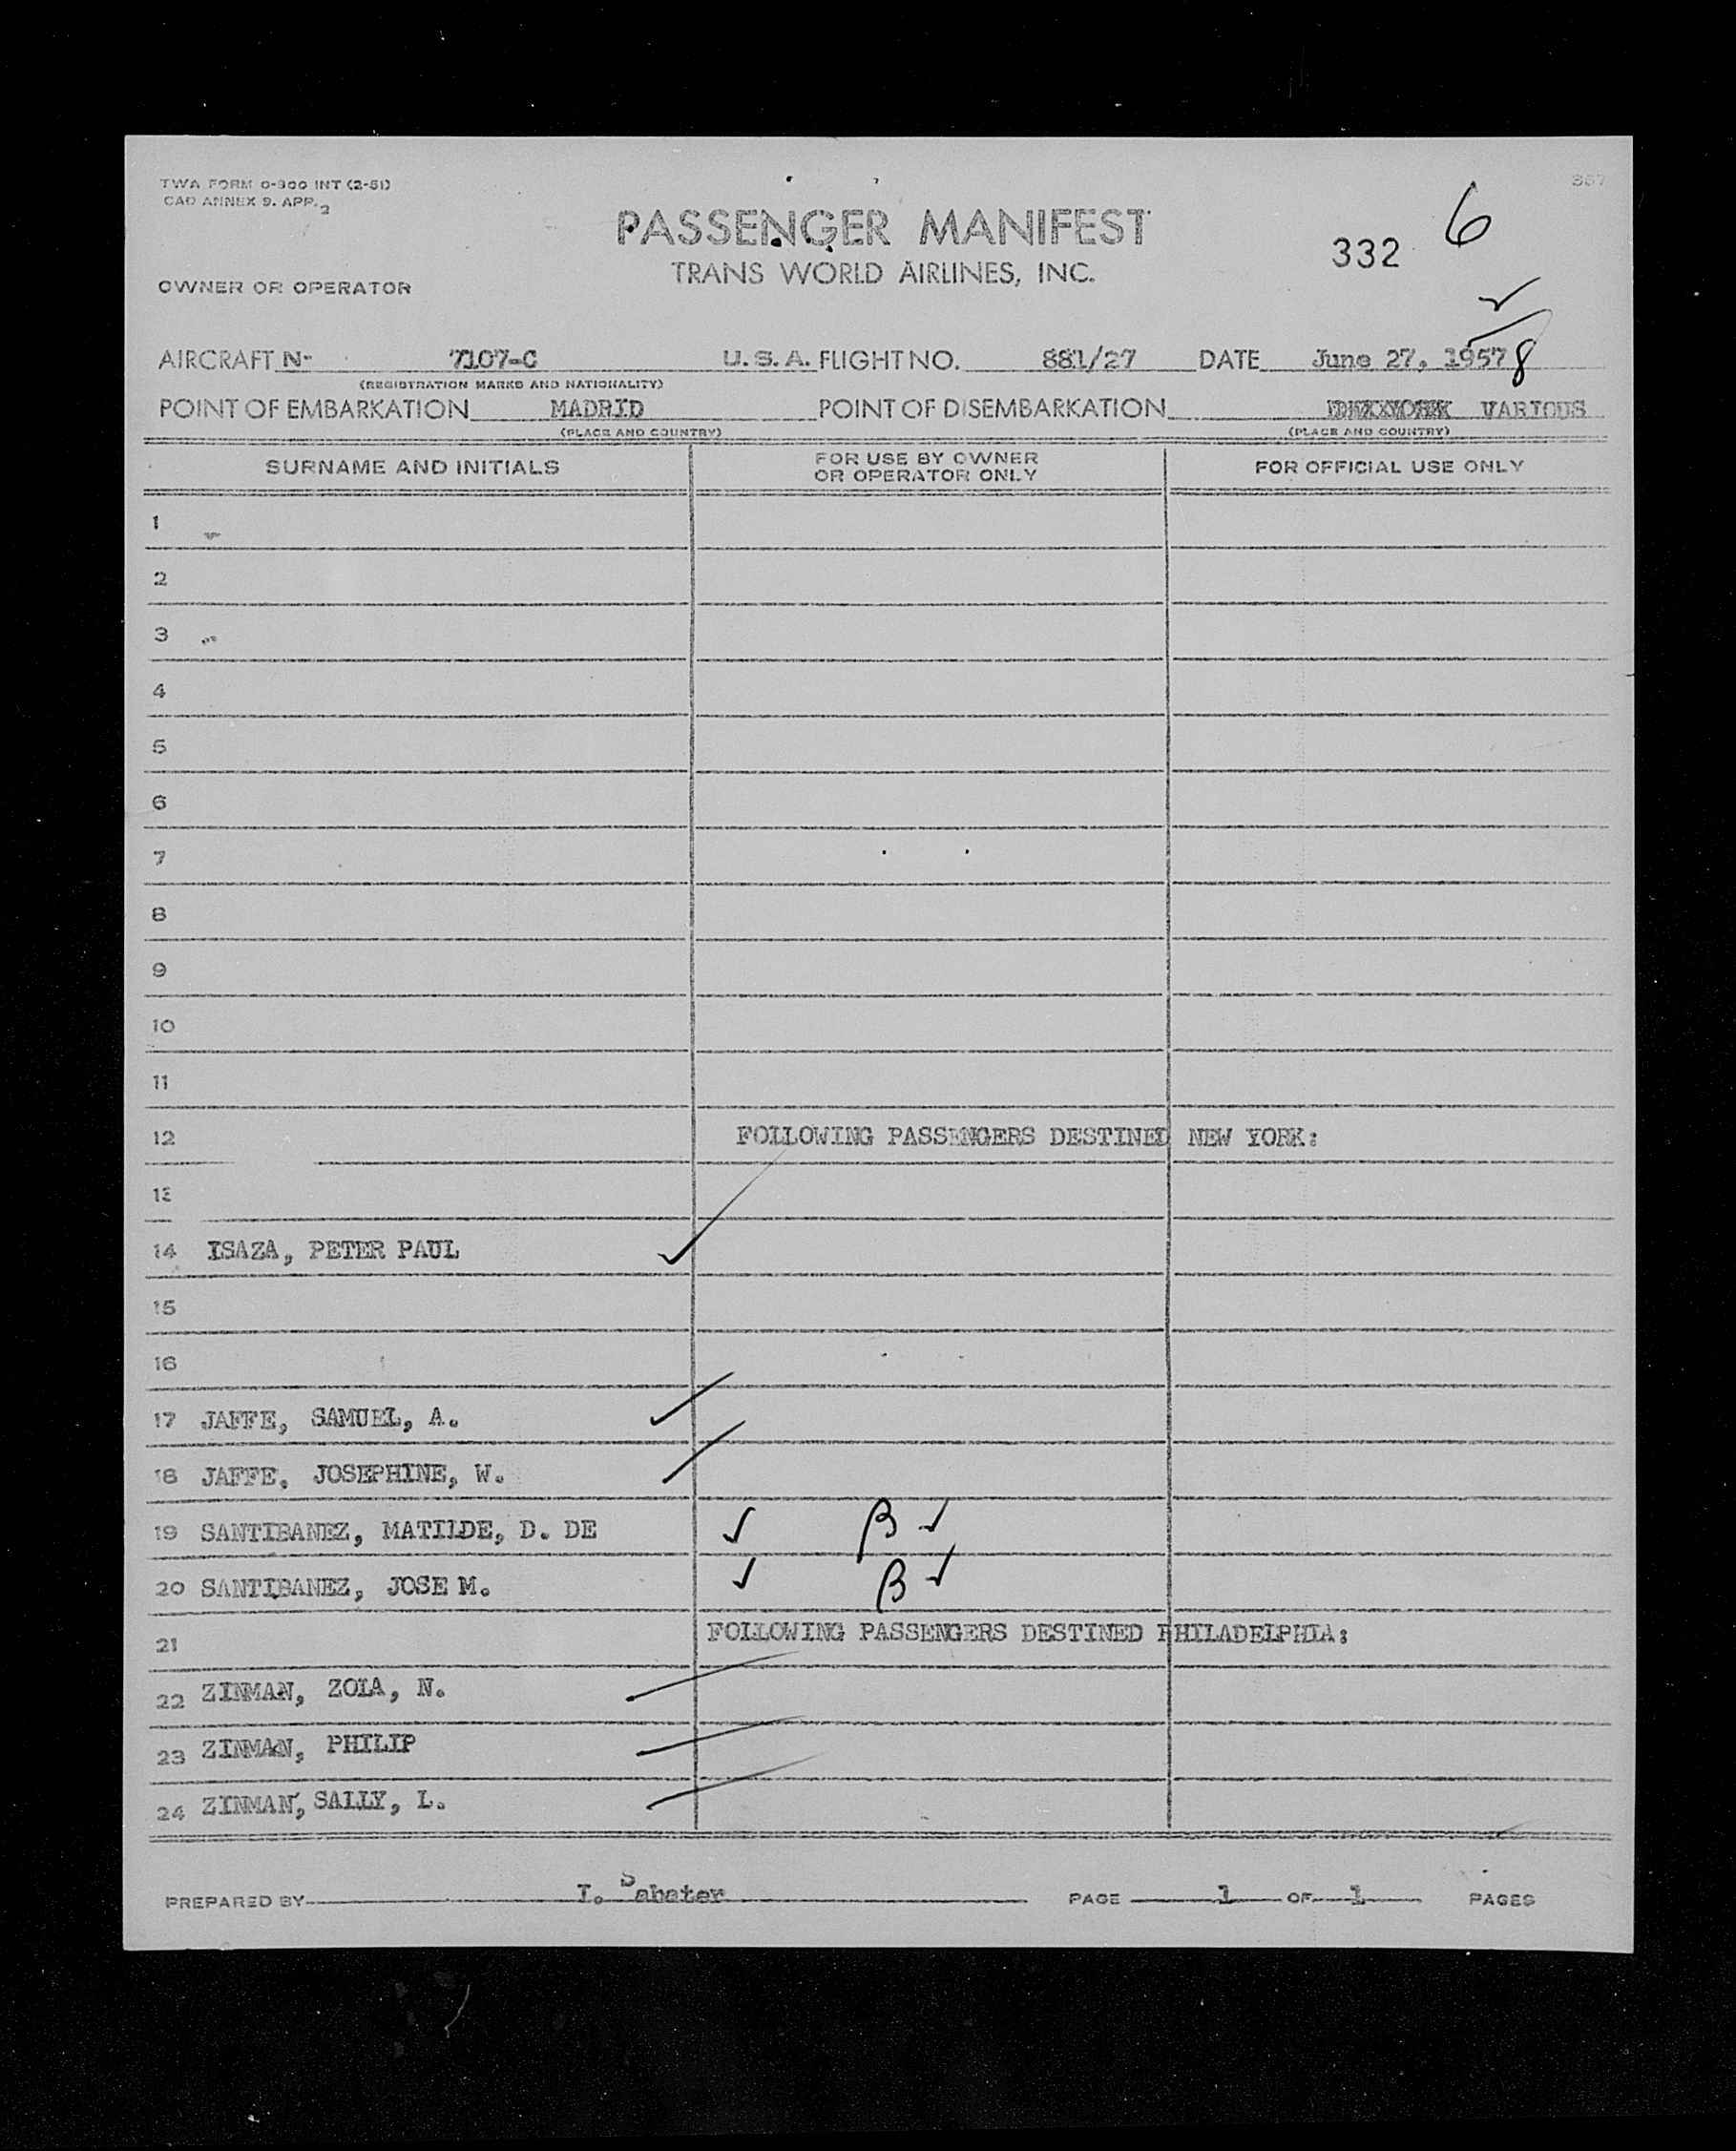 TWA FORM 0-300 INT (2-51)
CAO ANNEX 9. APP. 2
357
PASSENGER MANIFEST
332 6
TRANS WORLD AIRLINES, INC.
OWNER OR OPERATOR
AIRCRAFT N- 7107-C U.S.A. FLIGHT NO. 881/27 DATE June 27, 1957 8
(REGISTRATION MARKS AND NATIONALITY)
POINT OF EMBARKATION MADRID POINT OF DISEMBARKATION VARIOUS
(PLACE AND COUNTRY) (PLACE AND COUNTRY)
SURNAME AND INITIALS FOR USE BY OWNER OR OPERATOR ONLY FOR OFFICIAL USE ONLY
1
2
3
4
5
6
7
8
9
10
11
12 FOLLOWING PASSENGERS DESTINED NEW YORK:
13
14 ISAZA, PETER PAUL ✓
15
16
17 JAFFE, SAMUEL, A. ✓
18 JAFFE. JOSEPHINE, W.
19 SANTIBANEZ, MATILDE, D. DE ✓ B ✓
20 SANTIBANEZ, JOSE M. ✓ B ✓
21 FOLLOWING PASSENGERS DESTINED PHILADELPHIA:
22 ZINMAN, ZOIA, N.
23 ZINMAN, PHILIP
24 ZINMAN, SALLY, L.
PREPARED BY I. Sabater PAGE 1 OF 1 PAGES